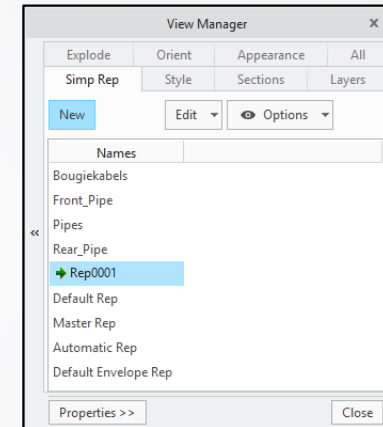 View Manager x
Explode Orient Appearance All
Simp Rep Style Sections Layers
New Edit Options
Names
Bougiekabels
Front_Pipe
Pipes
Rear_Pipe
Rep0001
Default Rep
Master Rep
Automatic Rep
Default Envelope Rep
Properties >> Close